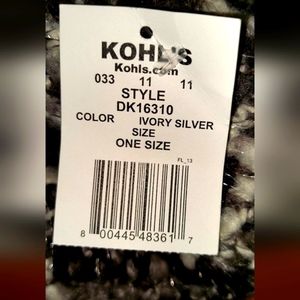 KOHL'S
Kohls.com
033 11 11
STYLE
DK16310
COLOR IVORY SILVER
SIZE
ONE SIZE
FL_13
8 00445 48361 7